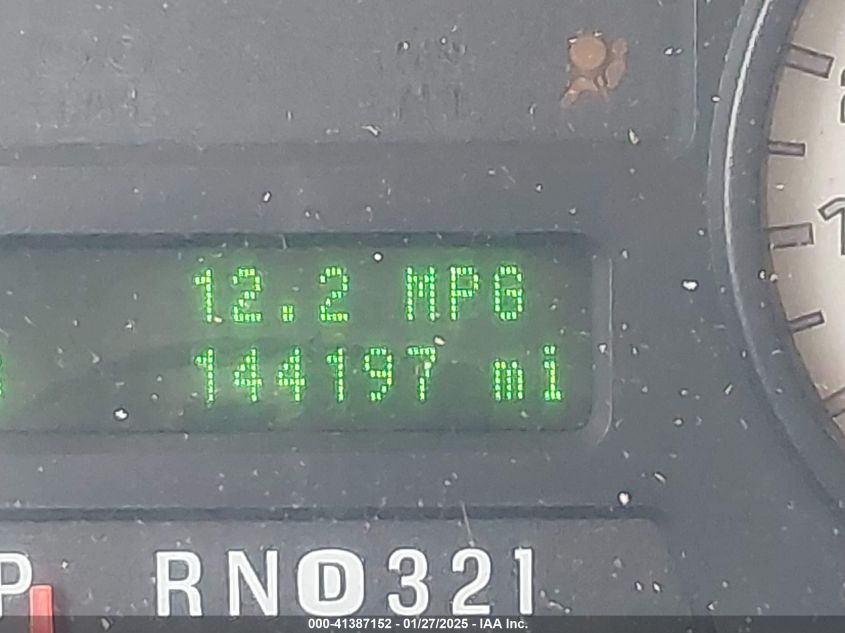 12.2 MPG
144197 mi
P RND321
000-41387152 - 01/27/2025 - IAA Inc.